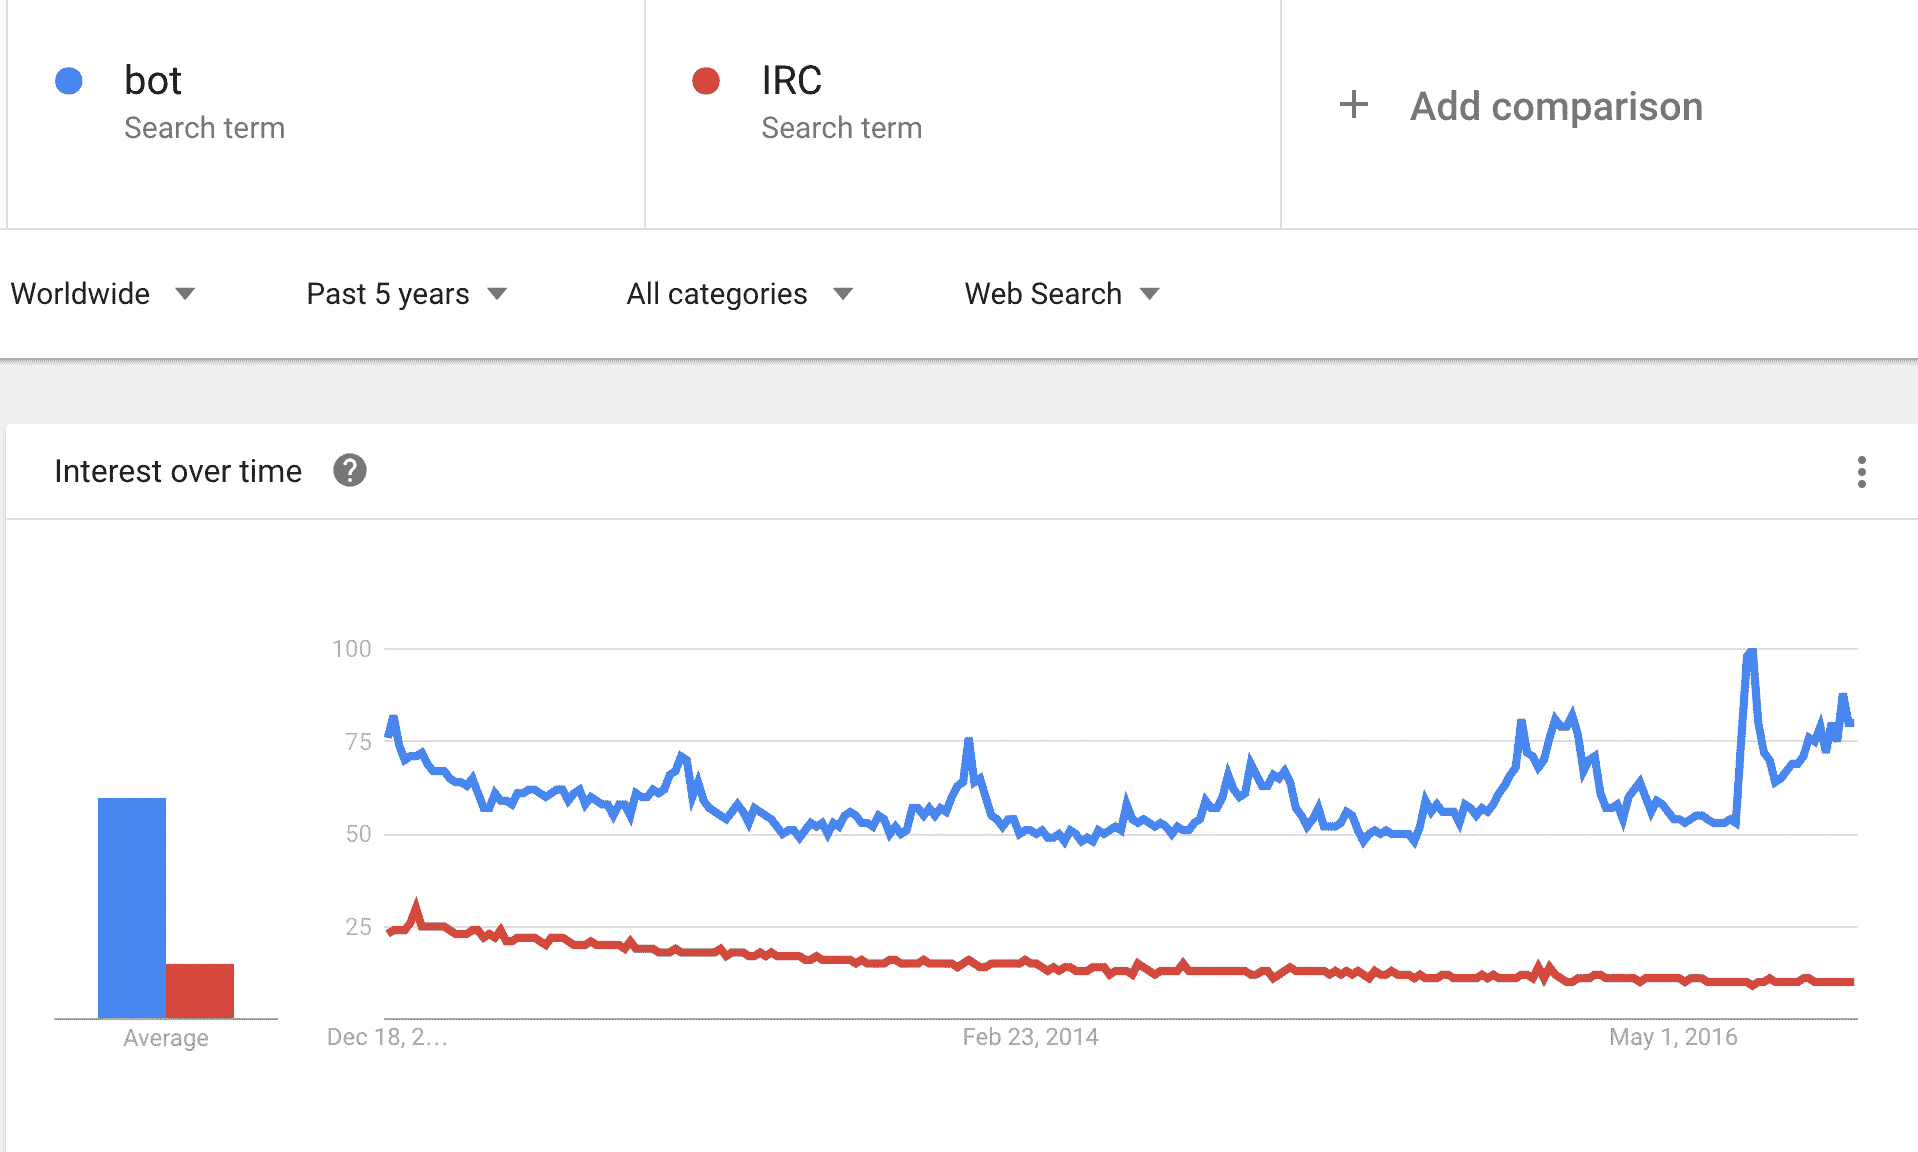 bot
Search term
IRC
Search term
+ Add comparison
Worldwide
Past 5 years
All categories
Web Search
Interest over time ?
100
75
50
25
Average
Dec 18, 2…
Feb 23, 2014
May 1, 2016